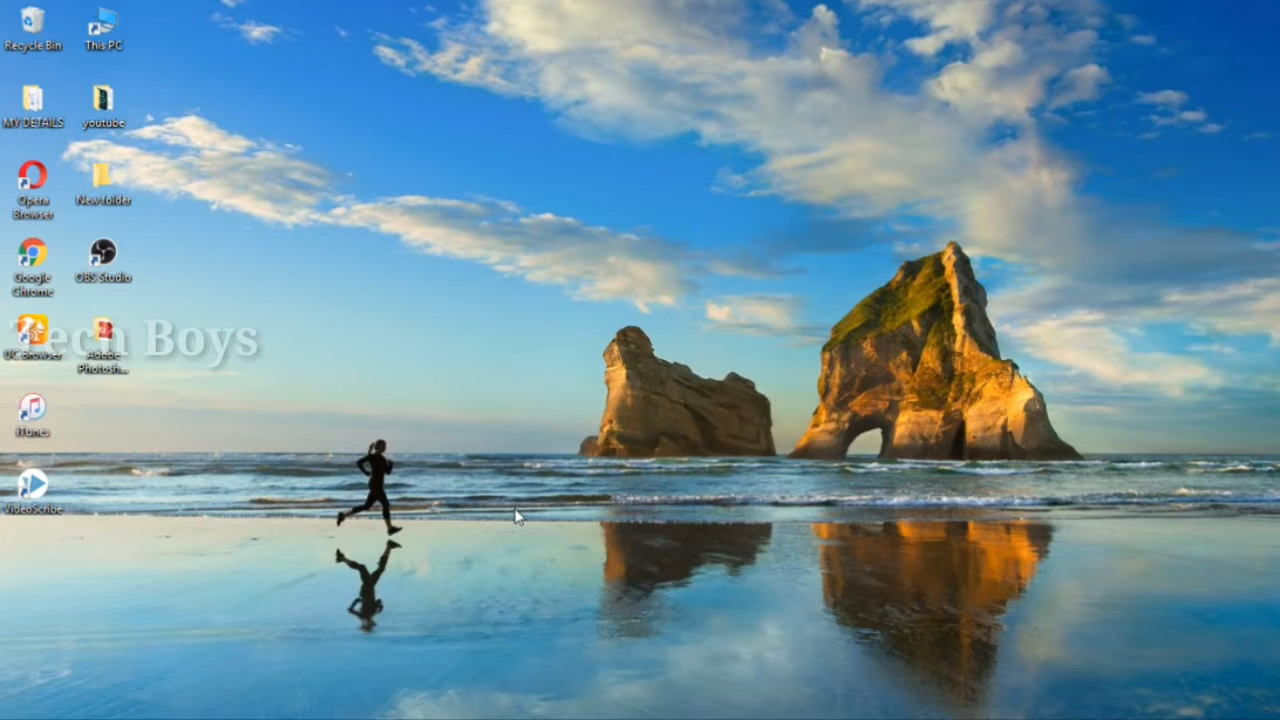 Recycle Bin
This PC
MY DETAILS
youtube
Opera
Browser
New folder
Google
Chrome
OBS Studio
Tech Boys
UC Browser
Adobe
Photosh...
iTunes
VideoScribe